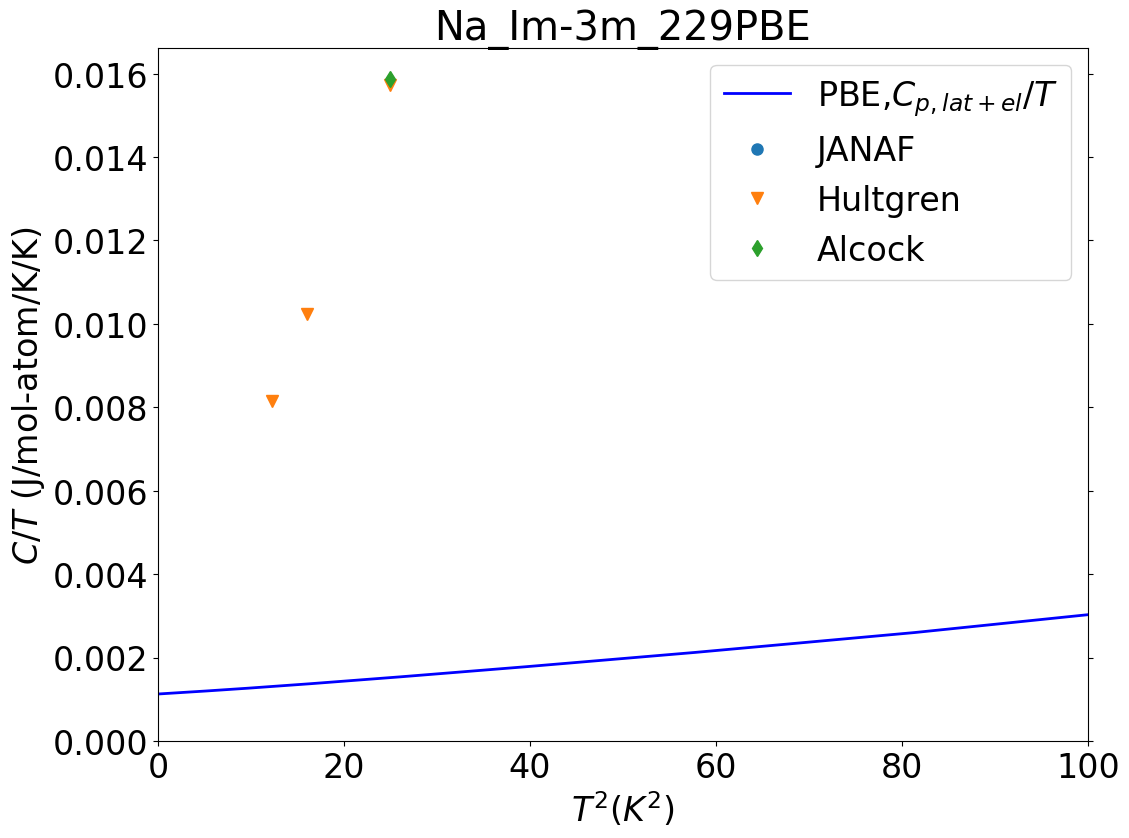 Na_Im-3m_229PBE
0.016
0.014
0.012
0.010
0.008
0.006
0.004
0.002
0.000
C/T (J/mol-atom/K/K)
PBE,C_{p, lat+el}/T
JANAF
Hultgren
Alcock
0 20 40 60 80 100
T^2(K^2)